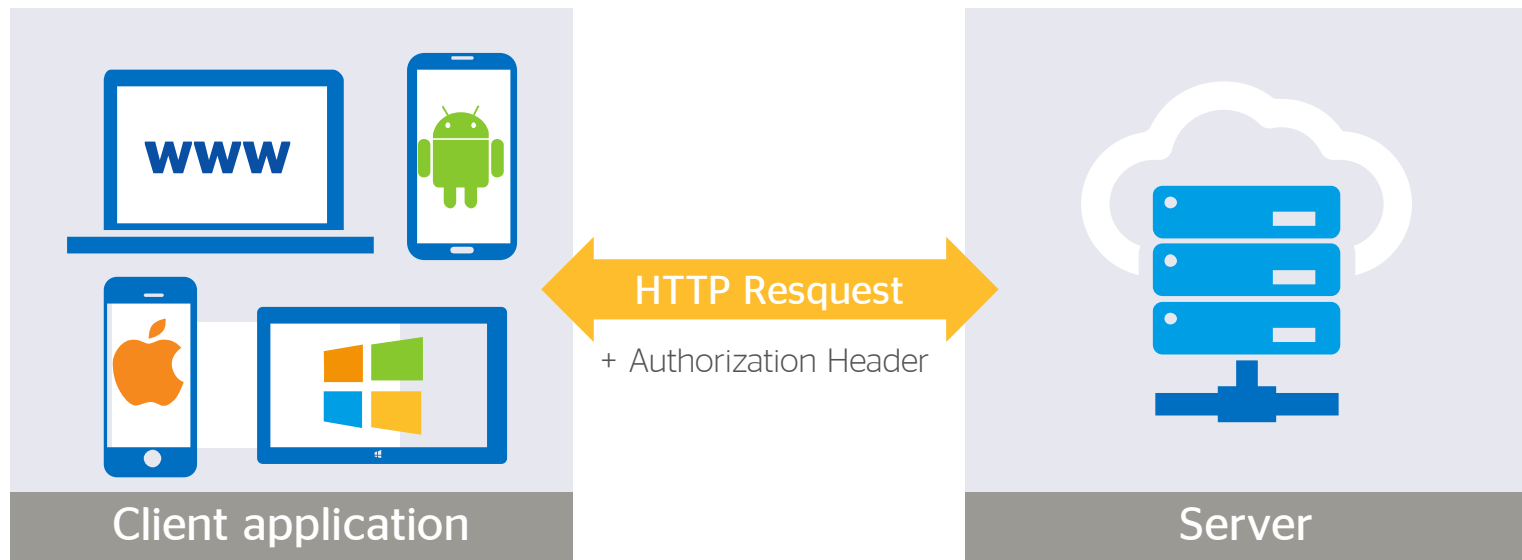 www
HTTP Resquest
+ Authorization Header
Client application
Server